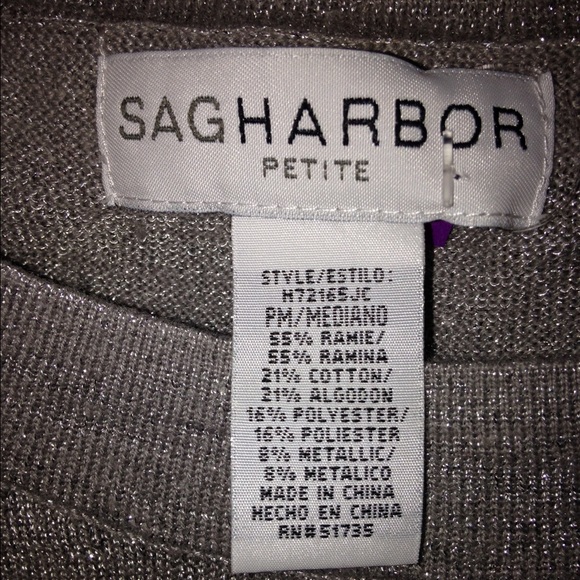 SAGHARBOR
PETITE
STYLE/ESTILO:
H72165JC
PM/MEDIANO
55% RAMIE/
55% RAMINA
21% COTTON/
21% ALGODON
16% POLYESTER/
16% POLIESTER
8% METALLIC/
8% METALICO
MADE IN CHINA
HECHO EN CHINA
RN#51735